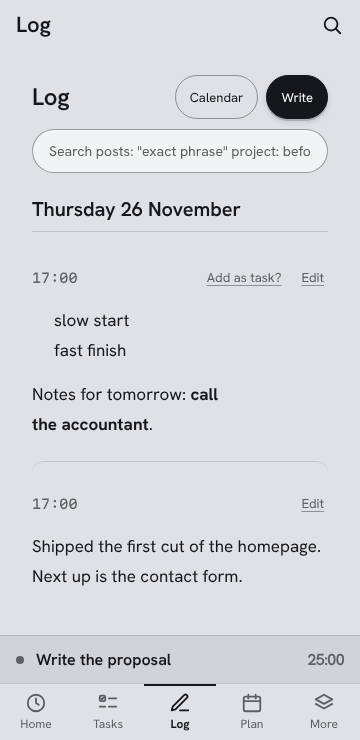 Log
Log
Calendar
Write
Search posts: "exact phrase" project: befo
Thursday 26 November
17:00
Add as task?
Edit
slow start
fast finish
Notes for tomorrow: call
the accountant.
17:00
Edit
Shipped the first cut of the homepage.
Next up is the contact form.
Write the proposal
25:00
Home
Tasks
Log
Plan
More